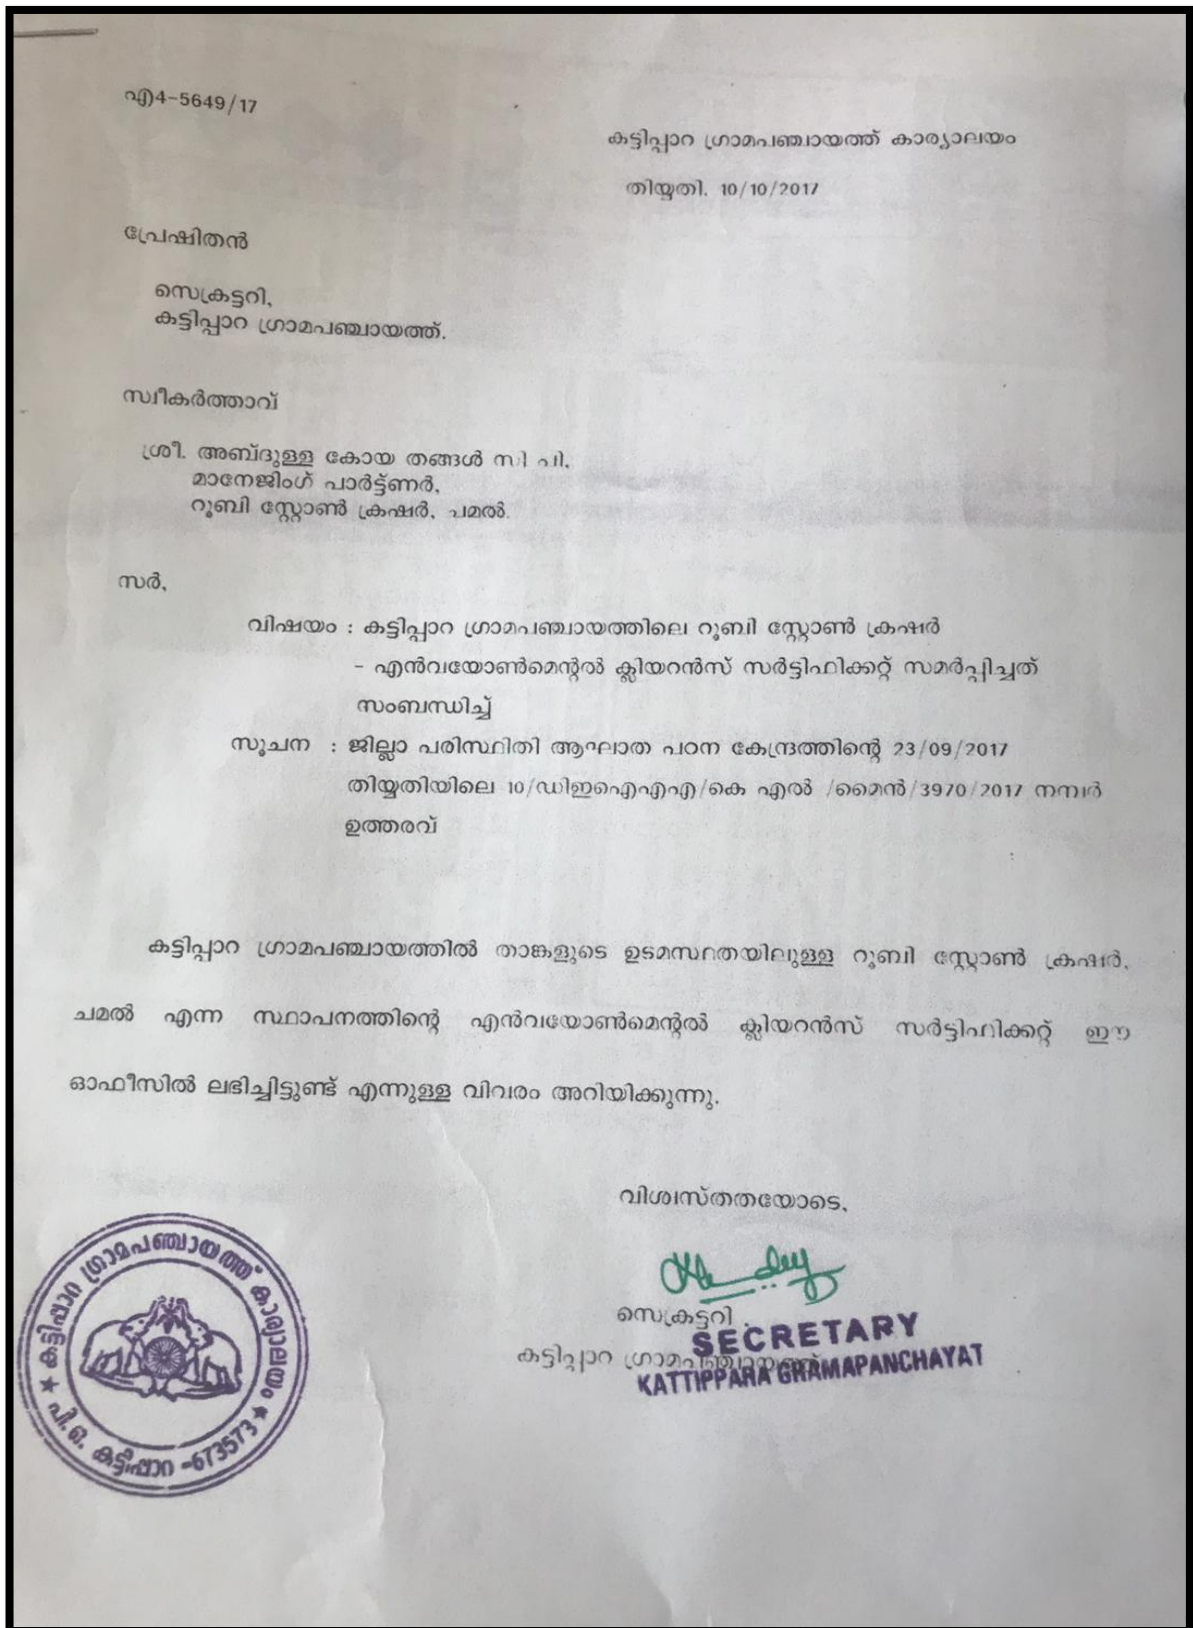 എ4-5649/17
കട്ടിപ്പാറ ഗ്രാമപഞ്ചായത്ത് കാര്യാലയം
തിയ്യതി. 10/10/2017
പ്രേഷിതൻ
സെക്രട്ടറി,
കട്ടിപ്പാറ ഗ്രാമപഞ്ചായത്ത്.
സ്വീകർത്താവ്
ശ്രീ. അബ്ദുള്ള കോയ തങ്ങൾ സി പി,
മാനേജിംഗ് പാർട്ട്ണർ,
റൂബി സ്റ്റോൺ ക്രഷർ, ചമൽ.
സർ,
വിഷയം : കട്ടിപ്പാറ ഗ്രാമപഞ്ചായത്തിലെ റൂബി സ്റ്റോൺ ക്രഷർ
- എൻവയോൺമെന്റൽ ക്ലിയറൻസ് സർട്ടിഫിക്കറ്റ് സമർപ്പിച്ചത്
സംബന്ധിച്ച്
സൂചന : ജില്ലാ പരിസ്ഥിതി ആഘാത പഠന കേന്ദ്രത്തിന്റെ 23/09/2017
തിയ്യതിയിലെ 10/ഡിഇഐഎഎ/കെ എൽ /മൈൻ/3970/2017 നമ്പർ
ഉത്തരവ്
കട്ടിപ്പാറ ഗ്രാമപഞ്ചായത്തിൽ താങ്കളുടെ ഉടമസ്ഥതയിലുള്ള റൂബി സ്റ്റോൺ ക്രഷർ,
ചമൽ എന്ന സ്ഥാപനത്തിന്റെ എൻവയോൺമെന്റൽ ക്ലിയറൻസ് സർട്ടിഫിക്കറ്റ് ഈ
ഓഫീസിൽ ലഭിച്ചിട്ടുണ്ട് എന്നുള്ള വിവരം അറിയിക്കുന്നു.
വിശ്വസ്തതയോടെ,
സെക്രട്ടറി
SECRETARY
കട്ടിപ്പാറ ഗ്രാമപഞ്ചായത്ത്
KATTIPPARA GRAMAPANCHAYAT
കട്ടിപ്പാറ ഗ്രാമപഞ്ചായത്ത് കാര്യാലയം
പി.ഒ. കട്ടിപ്പാറ -673573